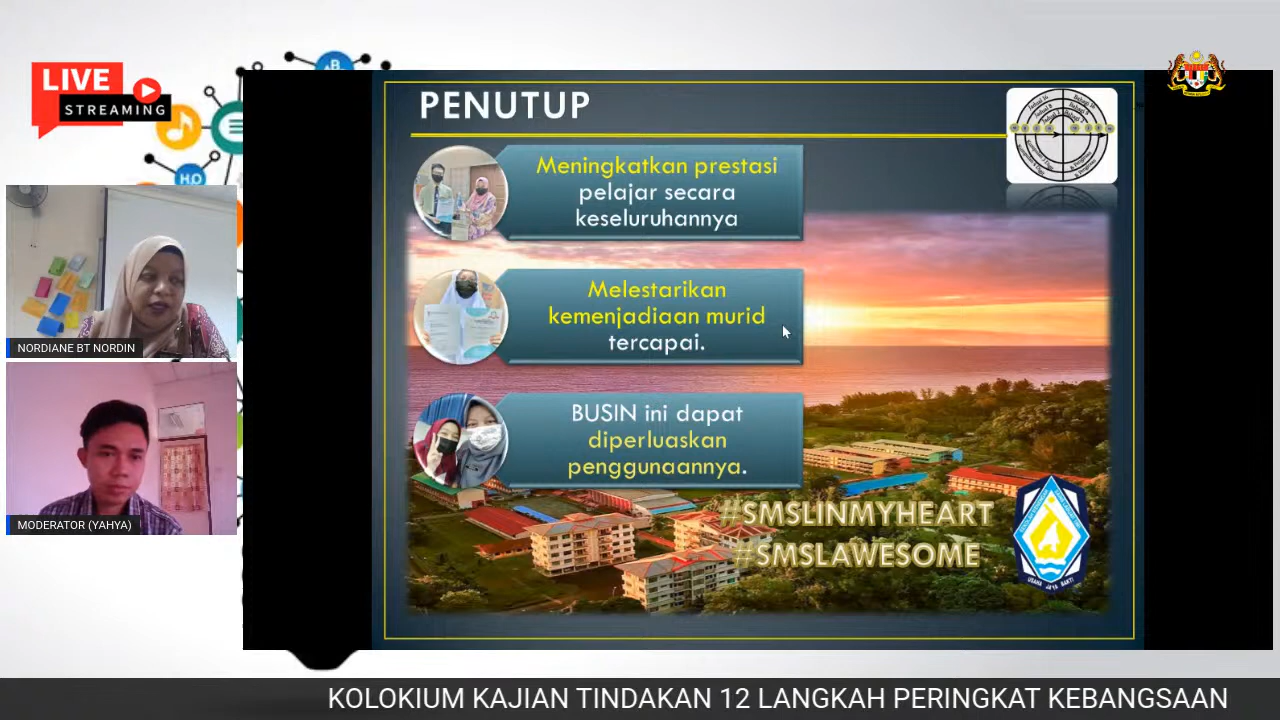 LIVE
STREAMING
B
H₂O
PENUTUP
Meningkatkan prestasi
pelajar secara
keseluruhannya
Melestarikan
kemenjadiaan murid
tercapai.
BUSIN ini dapat
diperluaskan
penggunaannya.
#SMSLINMYHEART
#SMSLAWESOME
NORDIANE BT NORDIN
MODERATOR (YAHYA)
KOLOKIUM KAJIAN TINDAKAN 12 LANGKAH PERINGKAT KEBANGSAAN